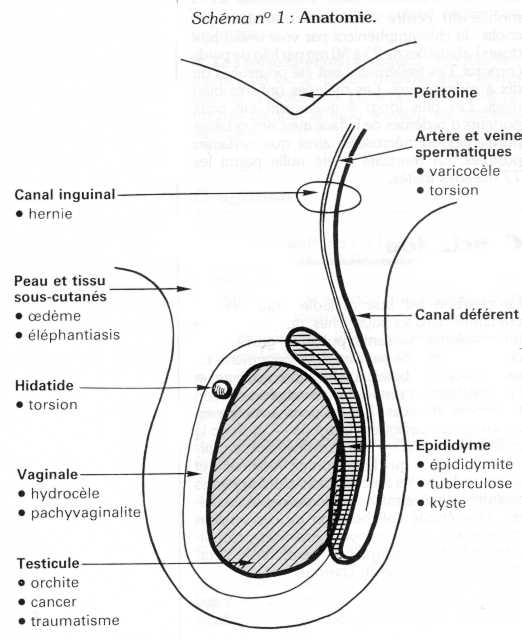 Schéma nº 1 : Anatomie.
Péritoine
Artère et veine
spermatiques
• varicocèle
• torsion
Canal inguinal
• hernie
Peau et tissu
sous-cutanés
• œdème
• éléphantiasis
Canal déférent
Hidatide
• torsion
Epididyme
• épididymite
• tuberculose
• kyste
Vaginale
• hydrocèle
• pachyvaginalite
Testicule
• orchite
• cancer
• traumatisme